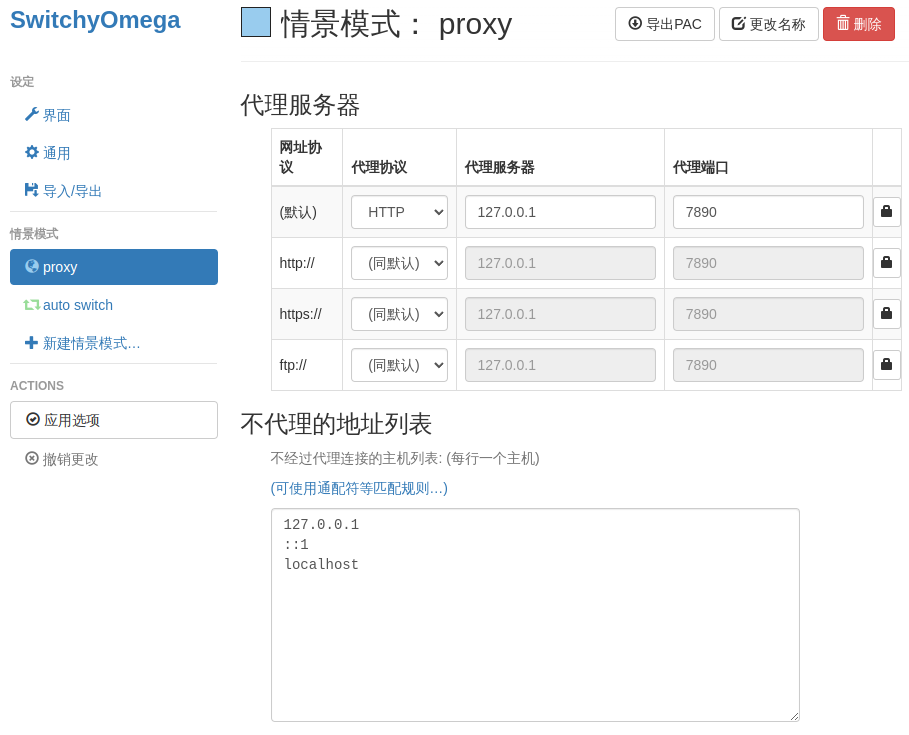 SwitchyOmega
设定
界面
通用
导入/导出
情景模式
proxy
auto switch
新建情景模式…
ACTIONS
应用选项
撤销更改
情景模式： proxy
导出PAC
更改名称
删除
代理服务器
网址协议 代理协议 代理服务器 代理端口
(默认) HTTP 127.0.0.1 7890
http:// (同默认) 127.0.0.1 7890
https:// (同默认) 127.0.0.1 7890
ftp:// (同默认) 127.0.0.1 7890
不代理的地址列表
不经过代理连接的主机列表: (每行一个主机)
(可使用通配符等匹配规则…)
127.0.0.1
::1
localhost